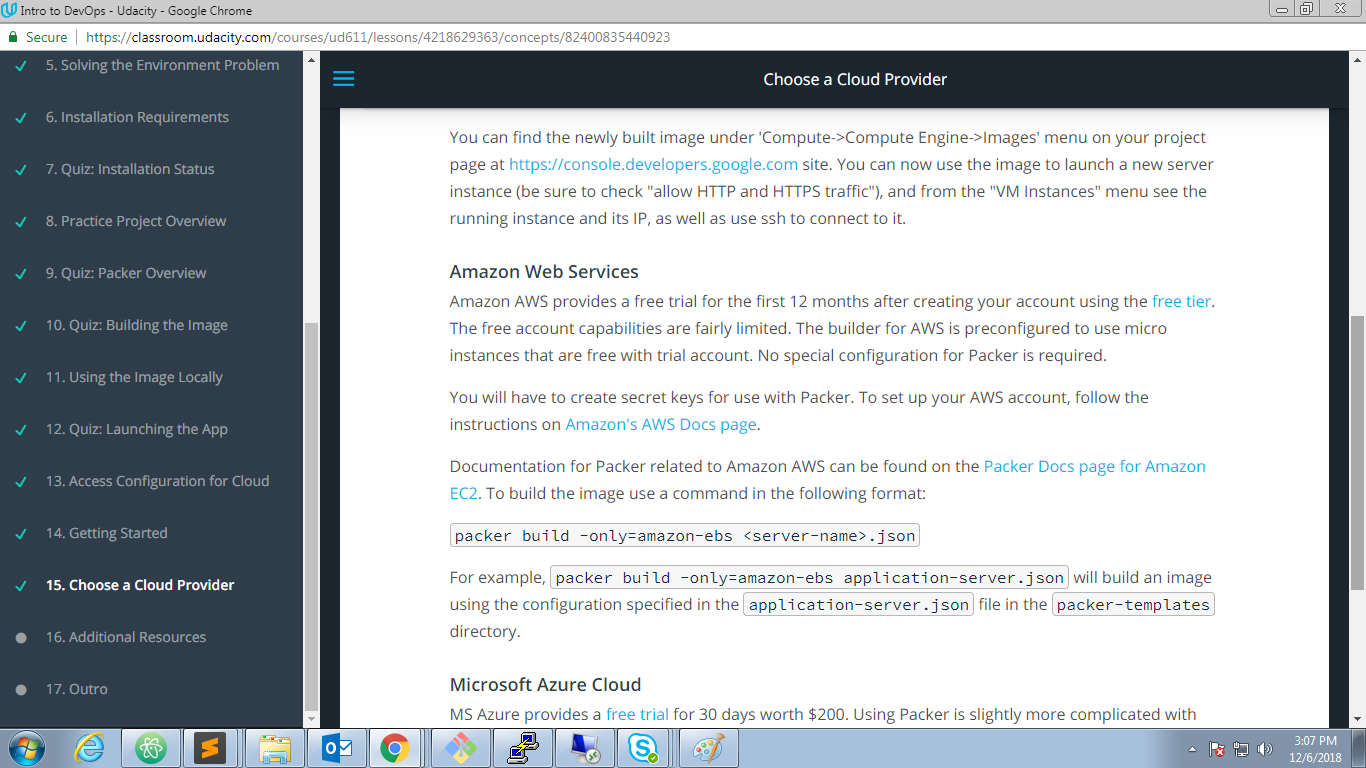 Intro to DevOps - Udacity - Google Chrome
Secure
https://classroom.udacity.com/courses/ud611/lessons/4218629363/concepts/82400835440923
5. Solving the Environment Problem
6. Installation Requirements
7. Quiz: Installation Status
8. Practice Project Overview
9. Quiz: Packer Overview
10. Quiz: Building the Image
11. Using the Image Locally
12. Quiz: Launching the App
13. Access Configuration for Cloud
14. Getting Started
15. Choose a Cloud Provider
16. Additional Resources
17. Outro
Choose a Cloud Provider
You can find the newly built image under 'Compute->Compute Engine->Images' menu on your project
page at https://console.developers.google.com site. You can now use the image to launch a new server
instance (be sure to check "allow HTTP and HTTPS traffic"), and from the "VM Instances" menu see the
running instance and its IP, as well as use ssh to connect to it.
Amazon Web Services
Amazon AWS provides a free trial for the first 12 months after creating your account using the free tier.
The free account capabilities are fairly limited. The builder for AWS is preconfigured to use micro
instances that are free with trial account. No special configuration for Packer is required.
You will have to create secret keys for use with Packer. To set up your AWS account, follow the
instructions on Amazon's AWS Docs page.
Documentation for Packer related to Amazon AWS can be found on the Packer Docs page for Amazon
EC2. To build the image use a command in the following format:
packer build -only=amazon-ebs <server-name>.json
For example, packer build -only=amazon-ebs application-server.json will build an image
using the configuration specified in the application-server.json file in the packer-templates
directory.
Microsoft Azure Cloud
MS Azure provides a free trial for 30 days worth $200. Using Packer is slightly more complicated with
3:07 PM
12/6/2018